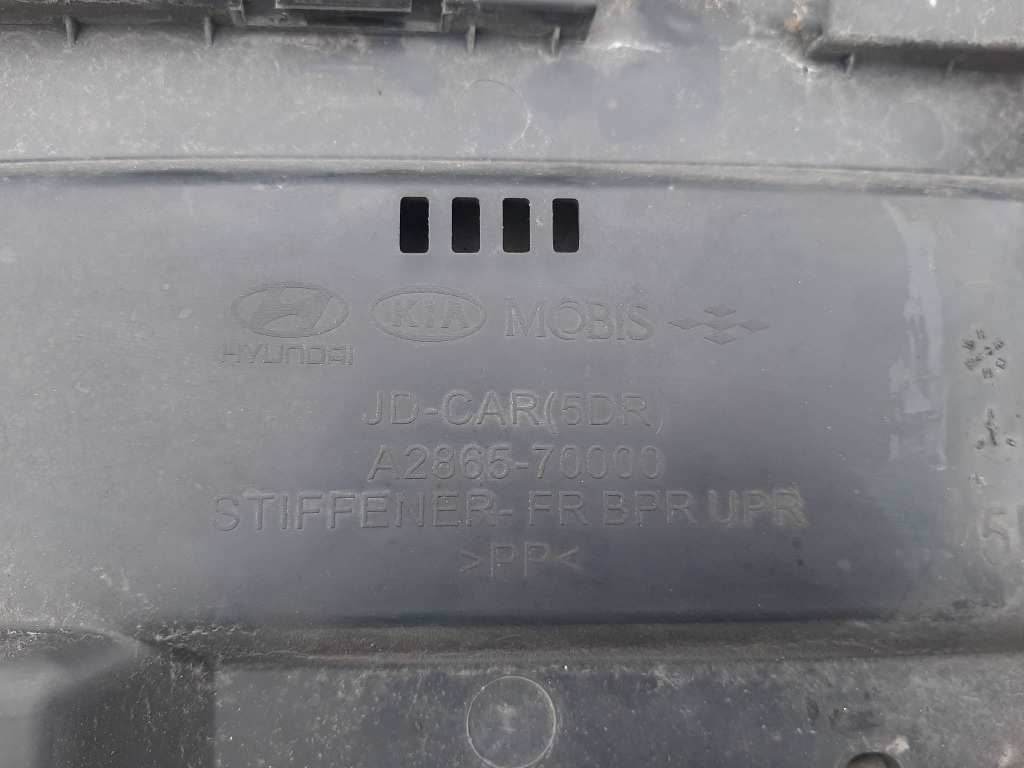 KIA MOBIS
HYUNDAI
JD-CAR(5DR)
A2865-70000
STIFFENER- FR BPR UPR
>PP<